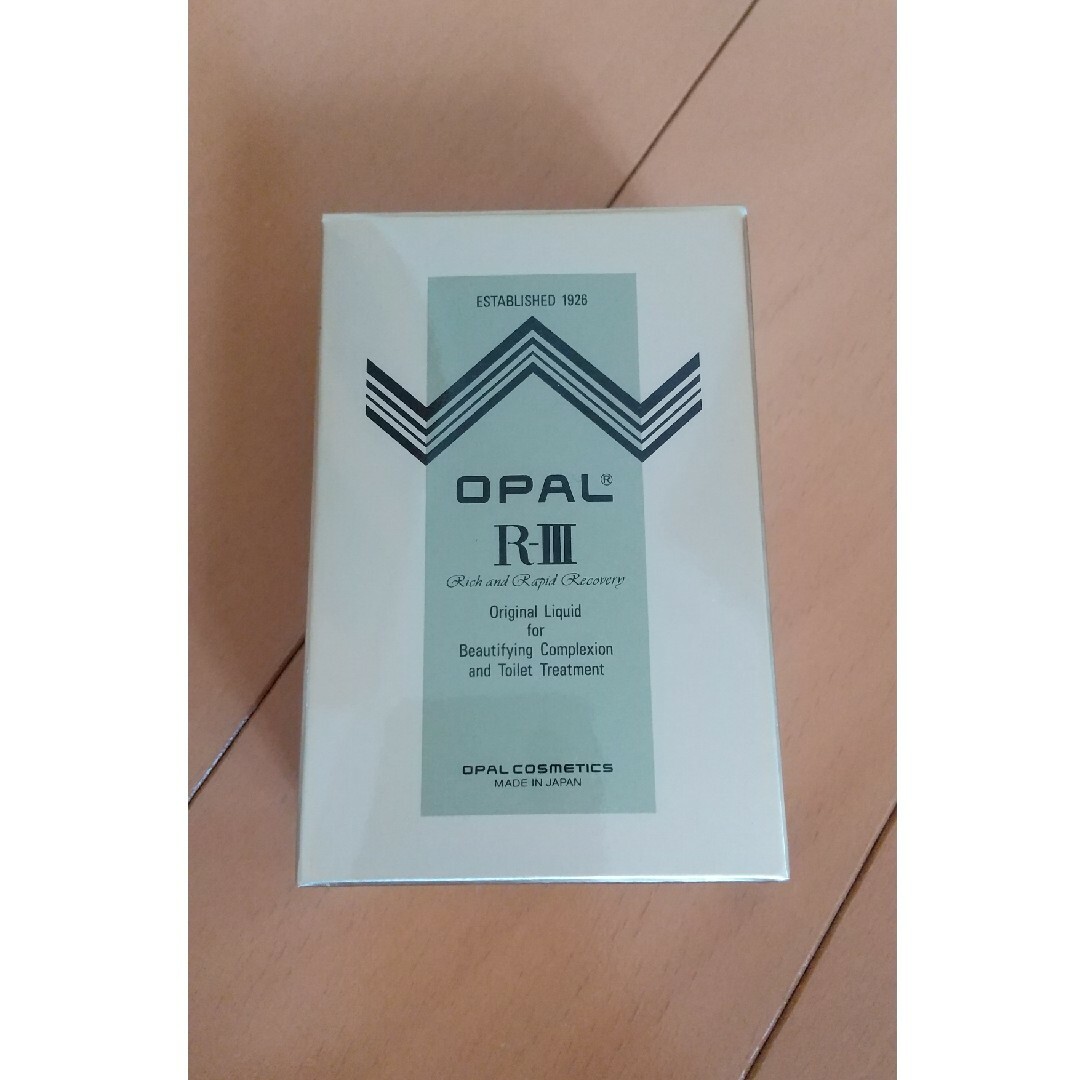 ESTABLISHED 1926
OPAL®
R-III
Rich and Rapid Recovery
Original Liquid
for
Beautifying Complexion
and Toilet Treatment
OPAL COSMETICS
MADE IN JAPAN